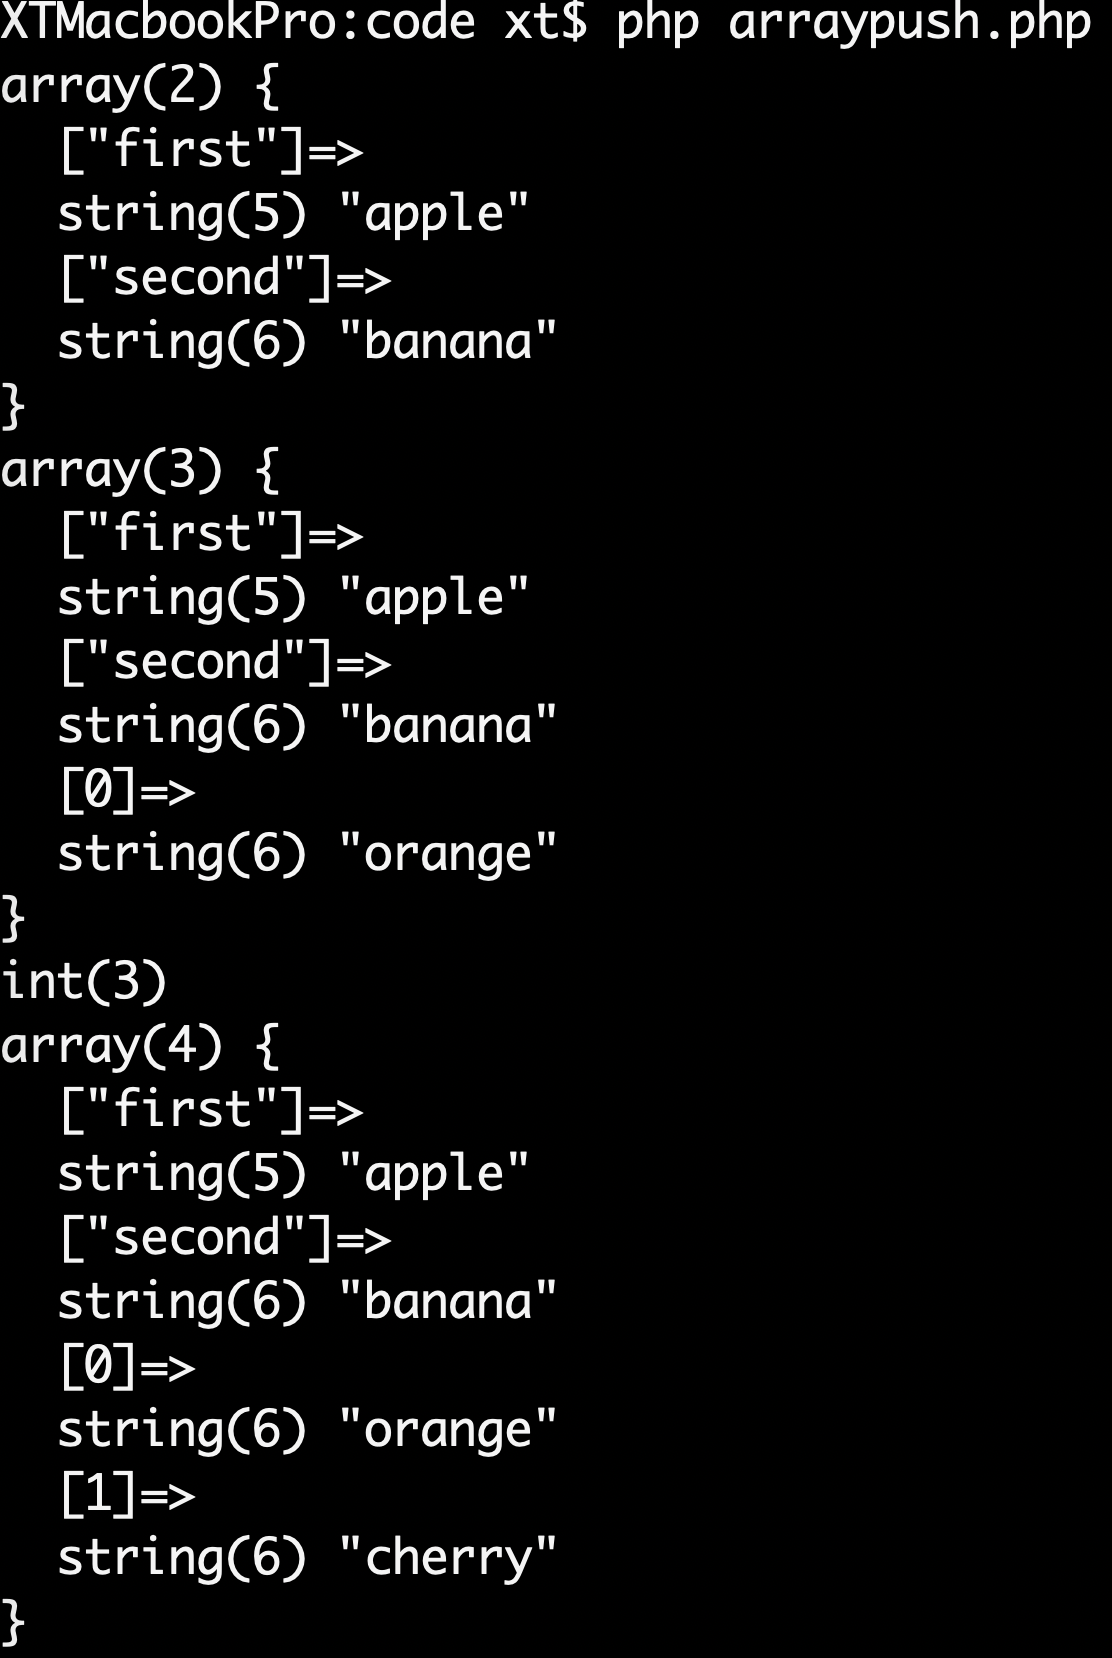 XTMacbookPro:code xt$ php arraypush.php
array(2) {
  ["first"]=>
  string(5) "apple"
  ["second"]=>
  string(6) "banana"
}
array(3) {
  ["first"]=>
  string(5) "apple"
  ["second"]=>
  string(6) "banana"
  [0]=>
  string(6) "orange"
}
int(3)
array(4) {
  ["first"]=>
  string(5) "apple"
  ["second"]=>
  string(6) "banana"
  [0]=>
  string(6) "orange"
  [1]=>
  string(6) "cherry"
}